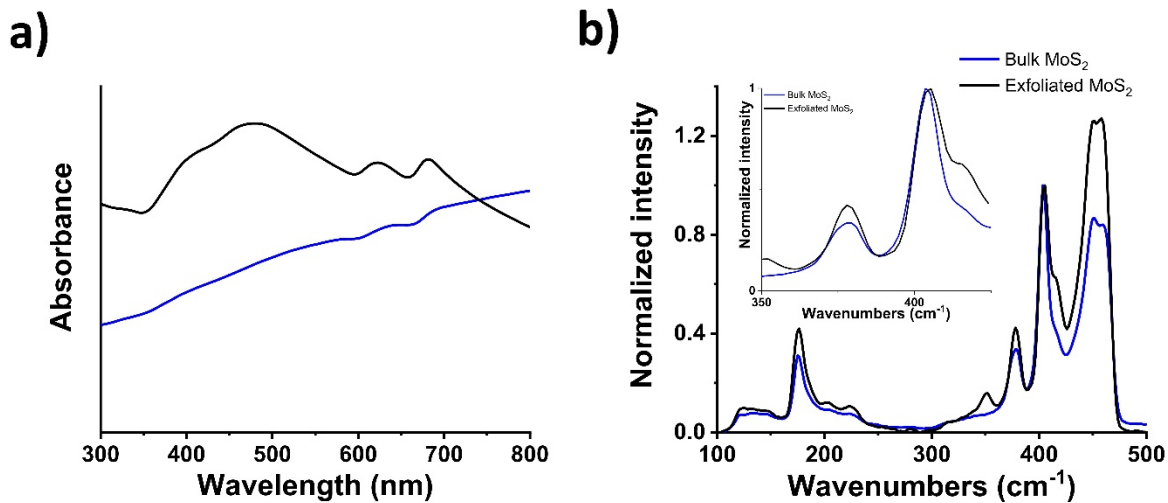 a)
Absorbance
300 400 500 600 700 800
Wavelength (nm)
b)
Bulk MoS₂
Exfoliated MoS₂
Normalized intensity
1.2
0.8
0.4
0.0
100 200 300 400 500
Wavenumbers (cm⁻¹)
Bulk MoS₂
Exfoliated MoS₂
Normalized intensity
1
0
350 400
Wavenumbers (cm⁻¹)